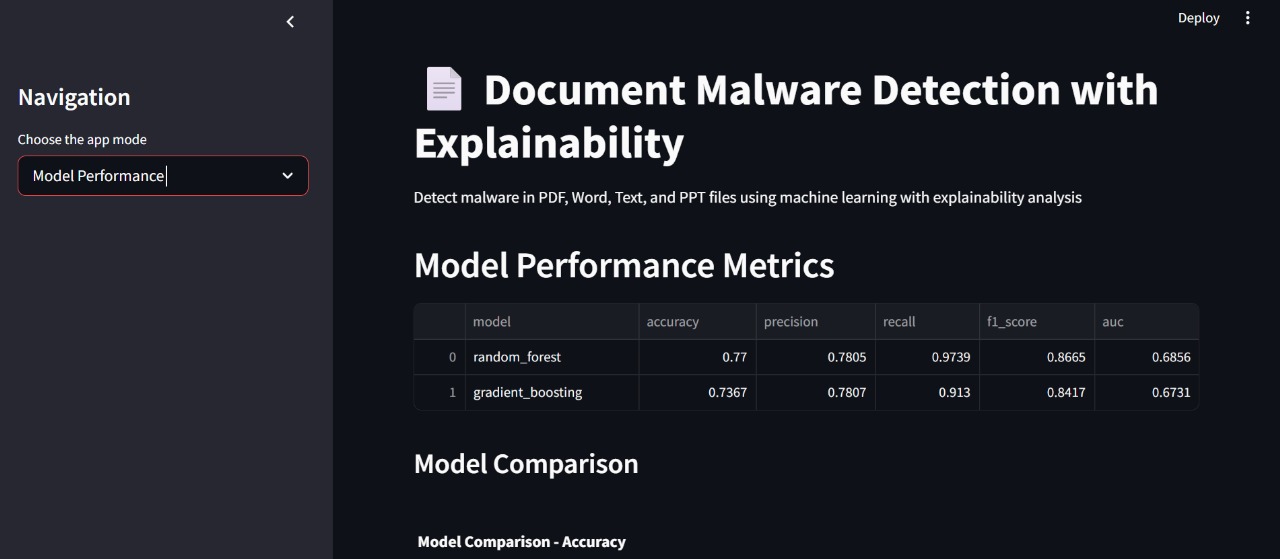 Deploy
Navigation
Choose the app mode
Model Performance
Document Malware Detection with
Explainability
Detect malware in PDF, Word, Text, and PPT files using machine learning with explainability analysis
Model Performance Metrics
model accuracy precision recall f1_score auc
0 random_forest 0.77 0.7805 0.9739 0.8665 0.6856
1 gradient_boosting 0.7367 0.7807 0.913 0.8417 0.6731
Model Comparison
Model Comparison - Accuracy